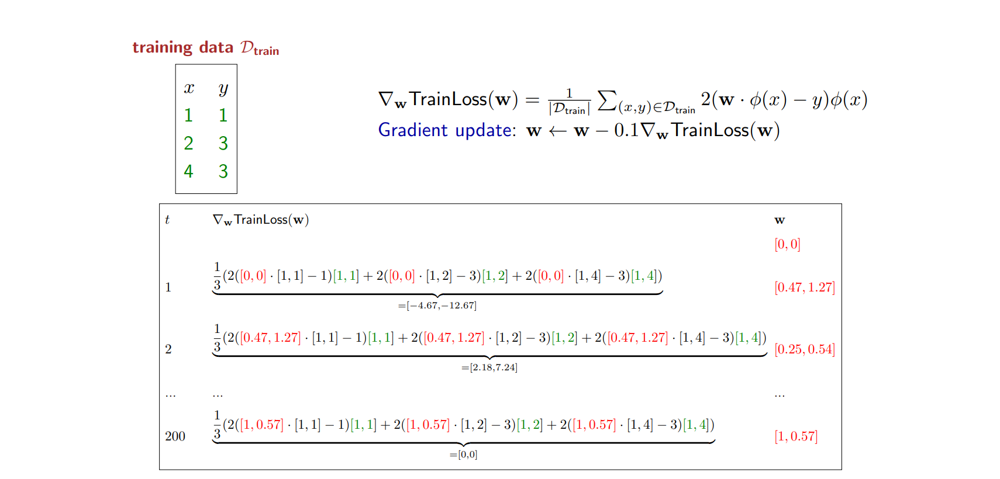 training data 𝒟train
x y
1 1
2 3
4 3
∇wTrainLoss(w) = 1/|𝒟train| ∑(x,y)∈𝒟train 2(w · ϕ(x) − y)ϕ(x)
Gradient update: w ← w − 0.1∇wTrainLoss(w)
t ∇wTrainLoss(w) w
[0, 0]
1 1/3(2([0, 0] · [1, 1] − 1)[1, 1] + 2([0, 0] · [1, 2] − 3)[1, 2] + 2([0, 0] · [1, 4] − 3)[1, 4]) [0.47, 1.27]
=[−4.67,−12.67]
2 1/3(2([0.47, 1.27] · [1, 1] − 1)[1, 1] + 2([0.47, 1.27] · [1, 2] − 3)[1, 2] + 2([0.47, 1.27] · [1, 4] − 3)[1, 4]) [0.25, 0.54]
=[2.18,7.24]
... ... ...
200 1/3(2([1, 0.57] · [1, 1] − 1)[1, 1] + 2([1, 0.57] · [1, 2] − 3)[1, 2] + 2([1, 0.57] · [1, 4] − 3)[1, 4]) [1, 0.57]
=[0,0]